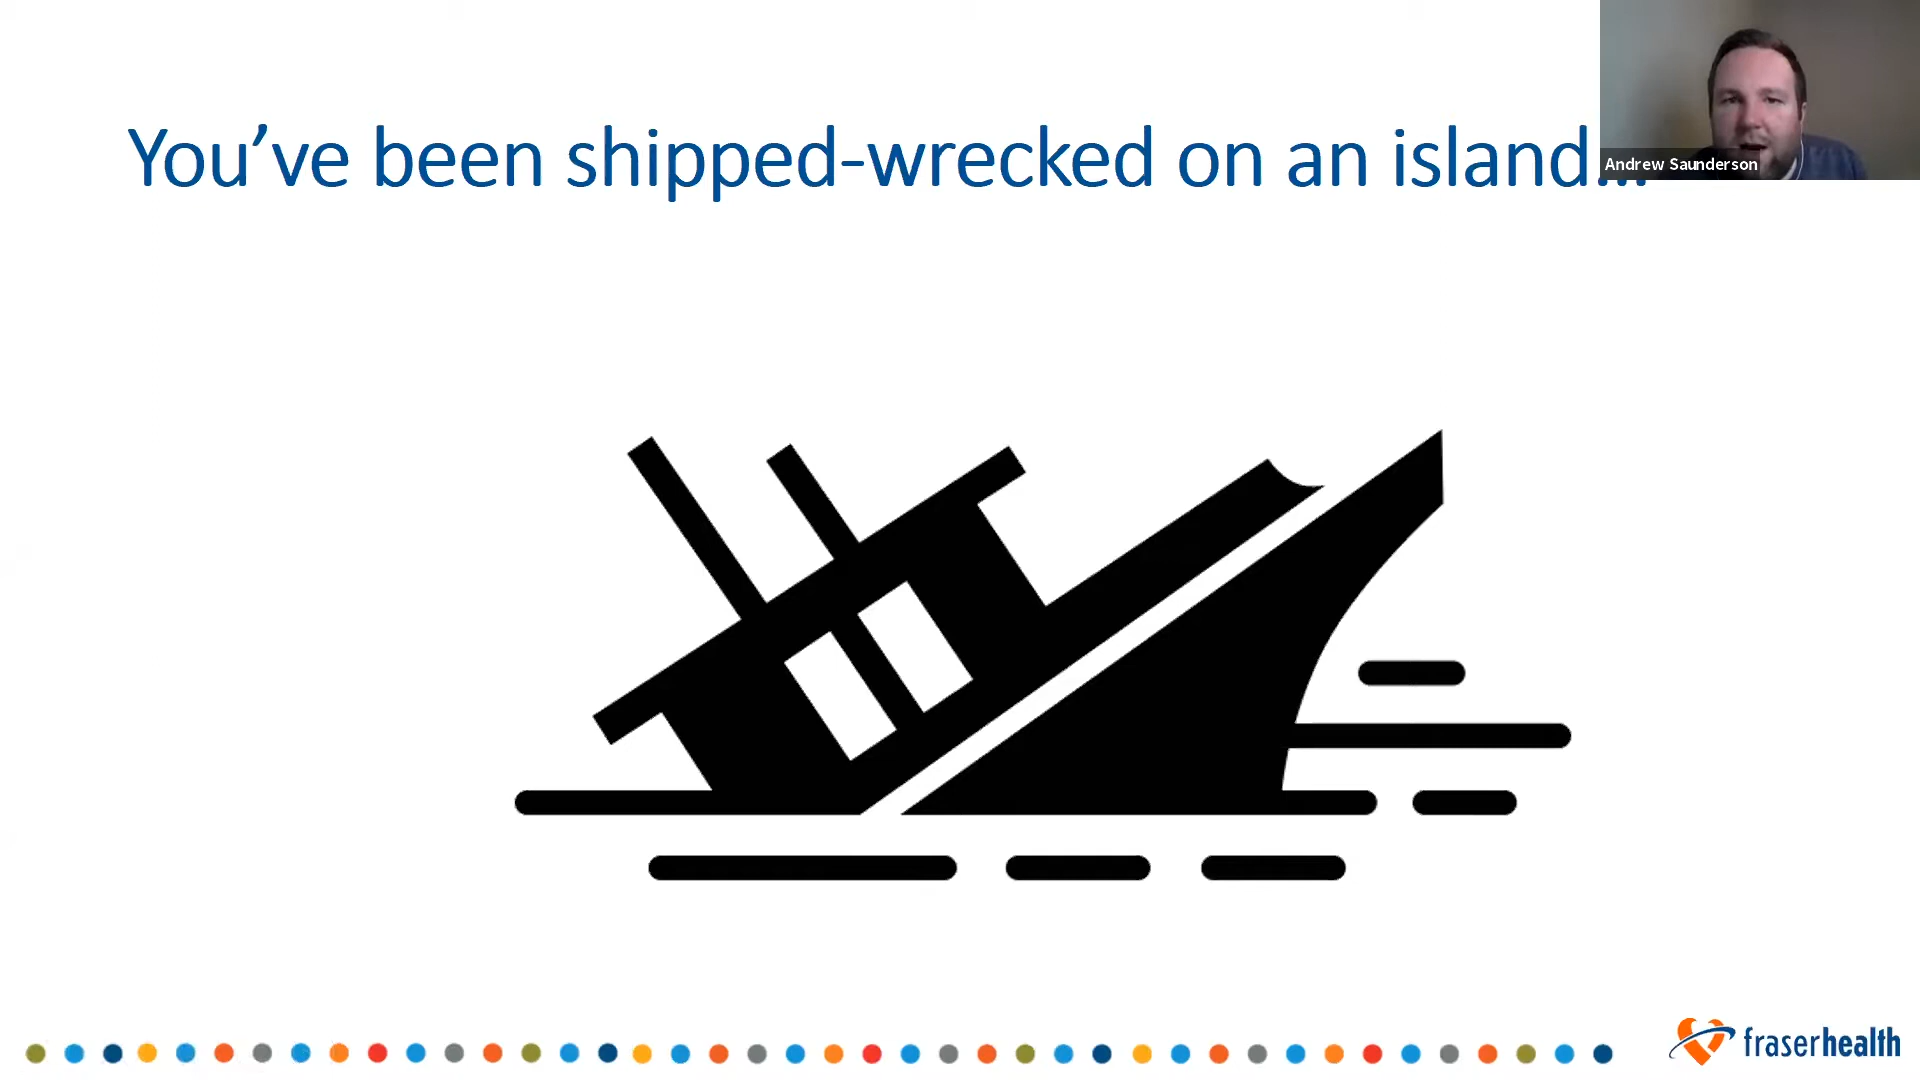 You’ve been shipped-wrecked on an island...
Andrew Saunderson
fraserhealth